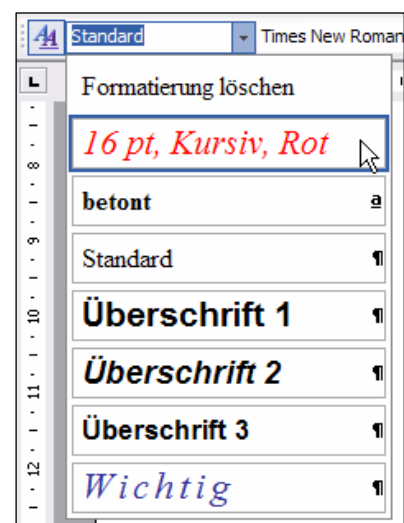 Standard Times New Roman
L
Formatierung löschen
16 pt, Kursiv, Rot
betont a
Standard ¶
Überschrift 1 ¶
Überschrift 2 ¶
Überschrift 3 ¶
Wichtig ¶
8
9
10
11
12